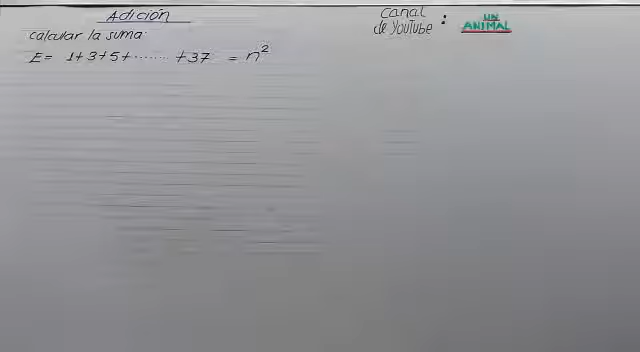 Adición
calcular la suma:
E = 1+3+5+........ +37 = n²
canal
de YouTube :
UN
ANIMAL